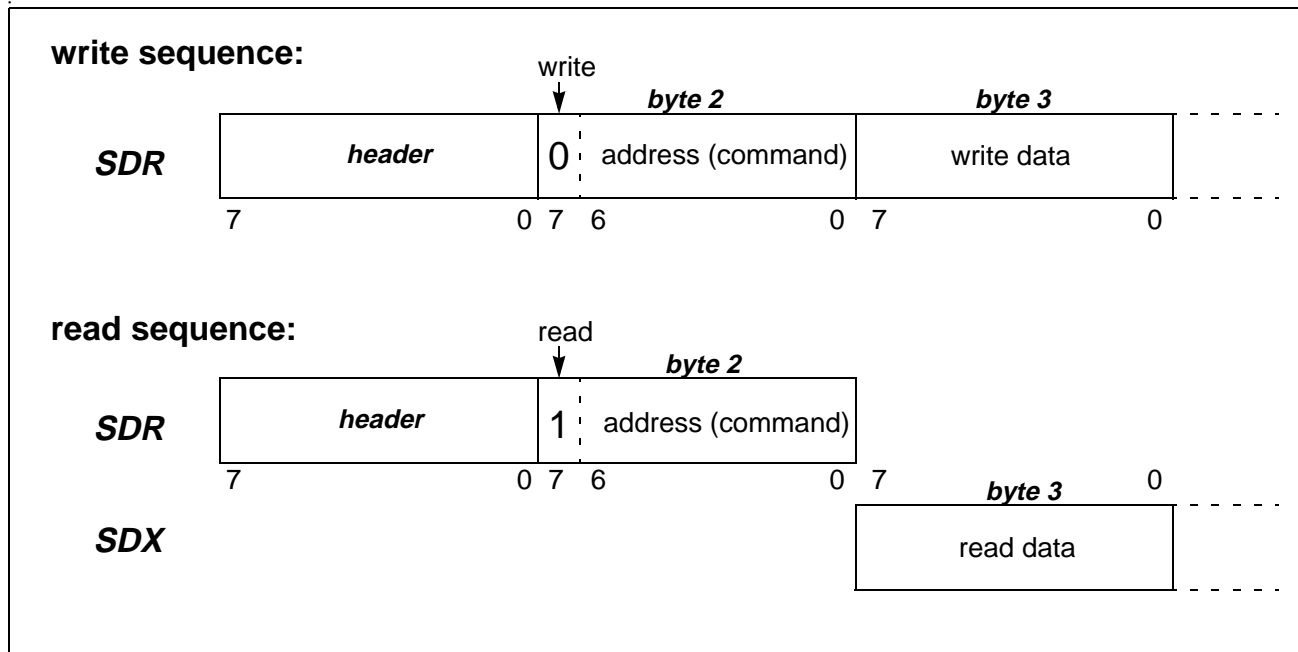 write sequence:
write
byte 2 byte 3
SDR header 0 address (command) write data
7 0 7 6 0 7 0
read sequence:
read
byte 2
SDR header 1 address (command)
7 0 7 6 0 7 0
byte 3
SDX read data